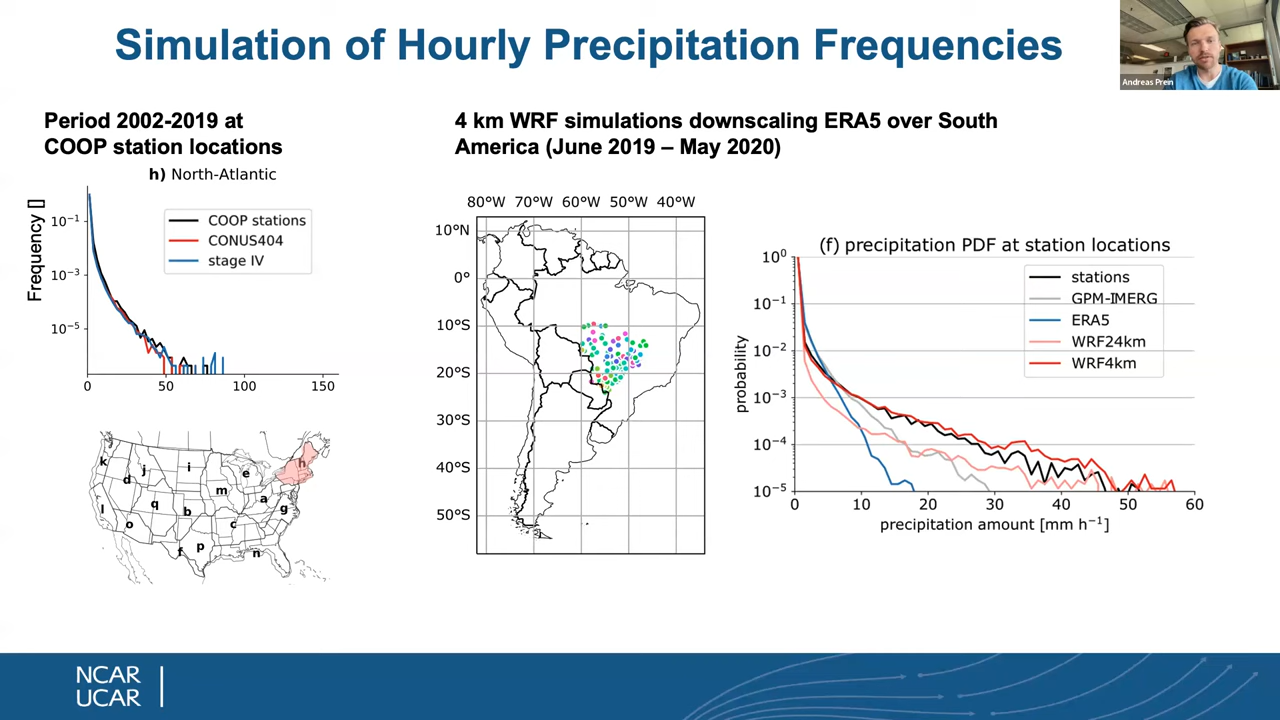 Simulation of Hourly Precipitation Frequencies
Andreas Prein
Period 2002-2019 at
COOP station locations
h) North-Atlantic
Frequency []
10⁻¹
10⁻³
10⁻⁵
COOP stations
CONUS404
stage IV
0
50
100
150
k
d
j
i
e
h
m
a
l
q
b
g
o
c
f
p
n
4 km WRF simulations downscaling ERA5 over South
America (June 2019 – May 2020)
80°W 70°W 60°W 50°W 40°W
10°N
0°
10°S
20°S
30°S
40°S
50°S
(f) precipitation PDF at station locations
probability
10⁰
10⁻¹
10⁻²
10⁻³
10⁻⁴
10⁻⁵
stations
GPM-IMERG
ERA5
WRF24km
WRF4km
0 10 20 30 40 50 60
precipitation amount [mm h⁻¹]
NCAR
UCAR